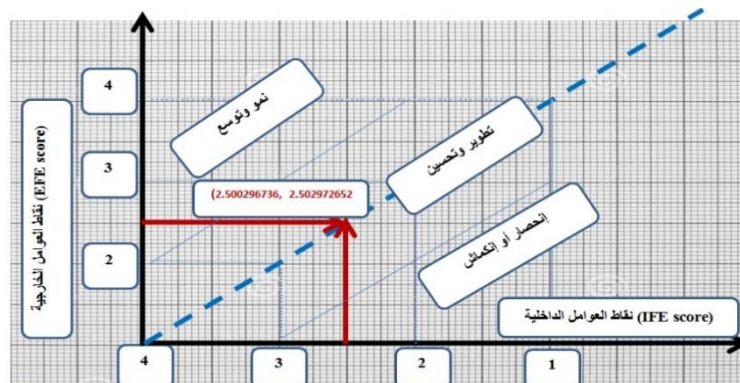 4
3
2
نقاط العوامل الخارجية (EFE score)
نمو وتوسع
تطوير وتحسين
إنحصار أو إنكماش
(2.500296736, 2.502972652
نقاط العوامل الداخلية (IFE score)
4
3
2
1